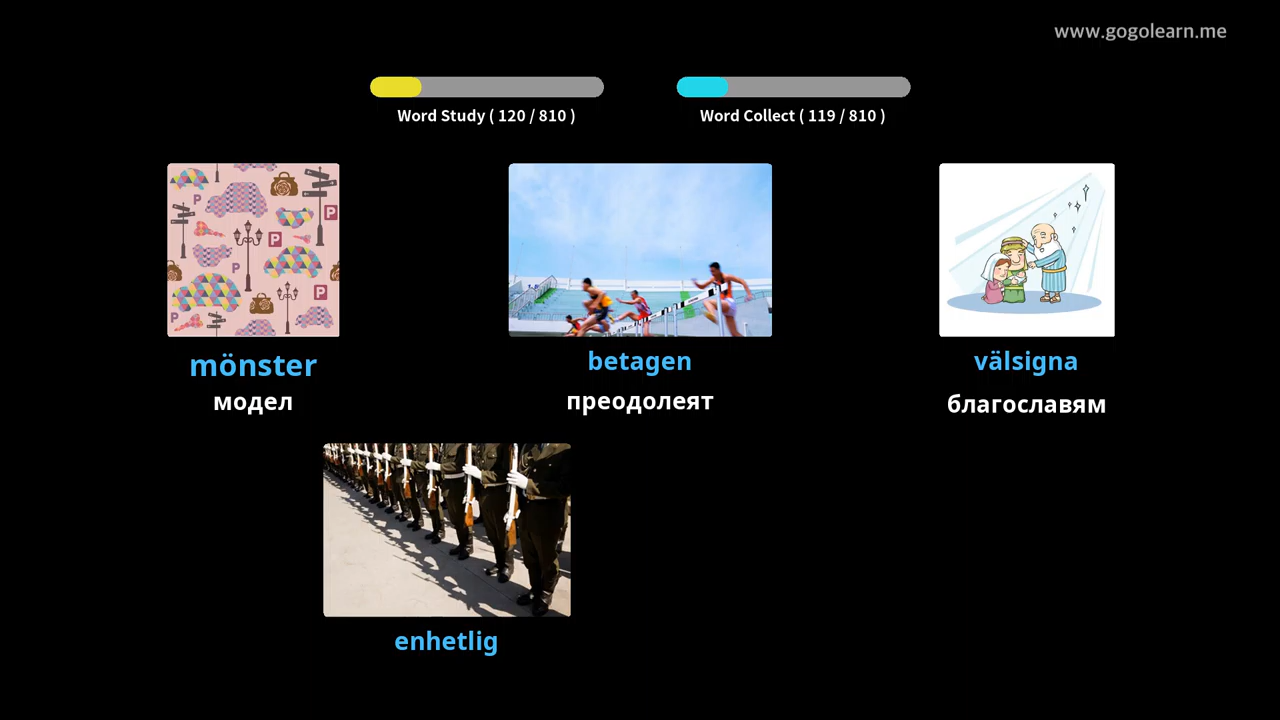 www.gogolearn.me
Word Study ( 120 / 810 )
Word Collect ( 119 / 810 )
P
P
P
P
P
P
mönster
модел
betagen
преодолеят
välsigna
благославям
enhetlig